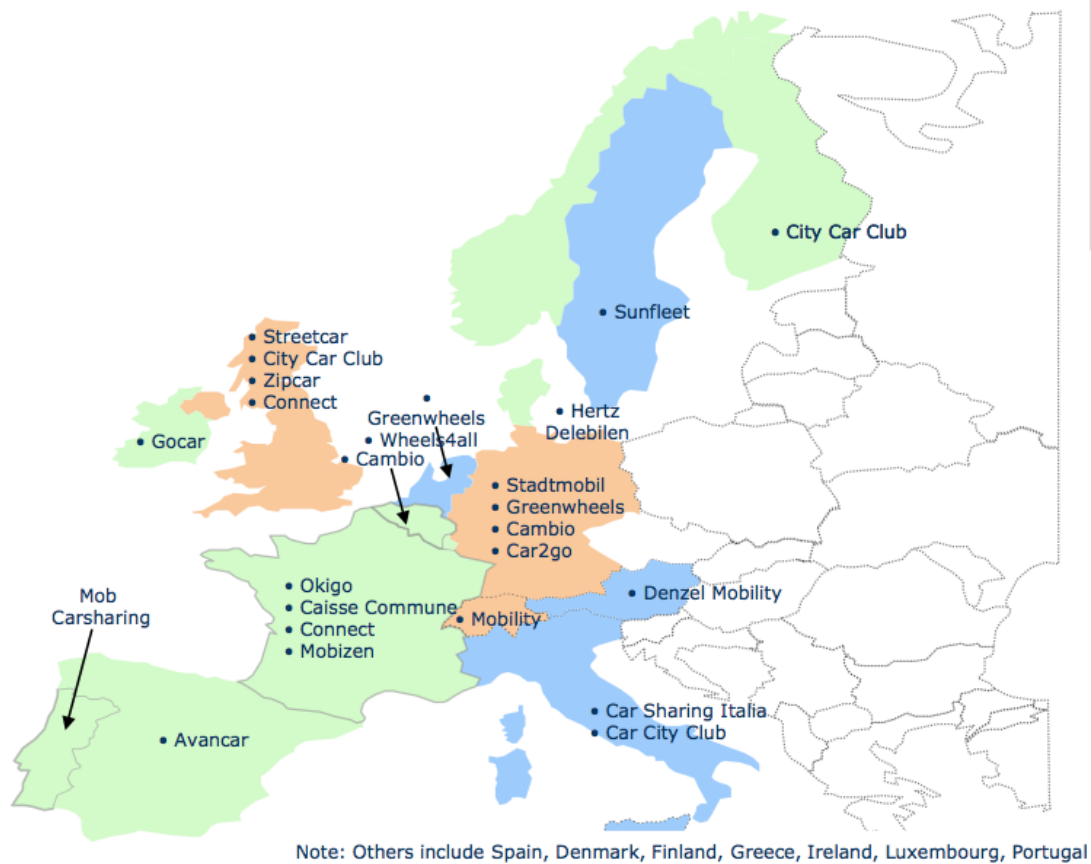 • City Car Club
• Sunfleet
• Streetcar
• City Car Club
• Zipcar
• Connect
• Gocar
•
Greenwheels
• Wheels4all
• Cambio
• Hertz
Delebilen
• Stadtmobil
• Greenwheels
• Cambio
• Car2go
• Okigo
• Caisse Commune
• Connect
• Mobizen
• Mobility
• Denzel Mobility
Mob
Carsharing
• Avancar
• Car Sharing Italia
• Car City Club
Note: Others include Spain, Denmark, Finland, Greece, Ireland, Luxembourg, Portugal